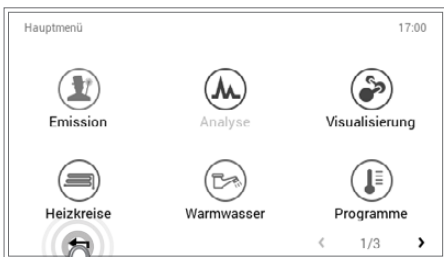 Hauptmenü 17:00
Emission Analyse Visualisierung
Heizkreise Warmwasser Programme
1/3